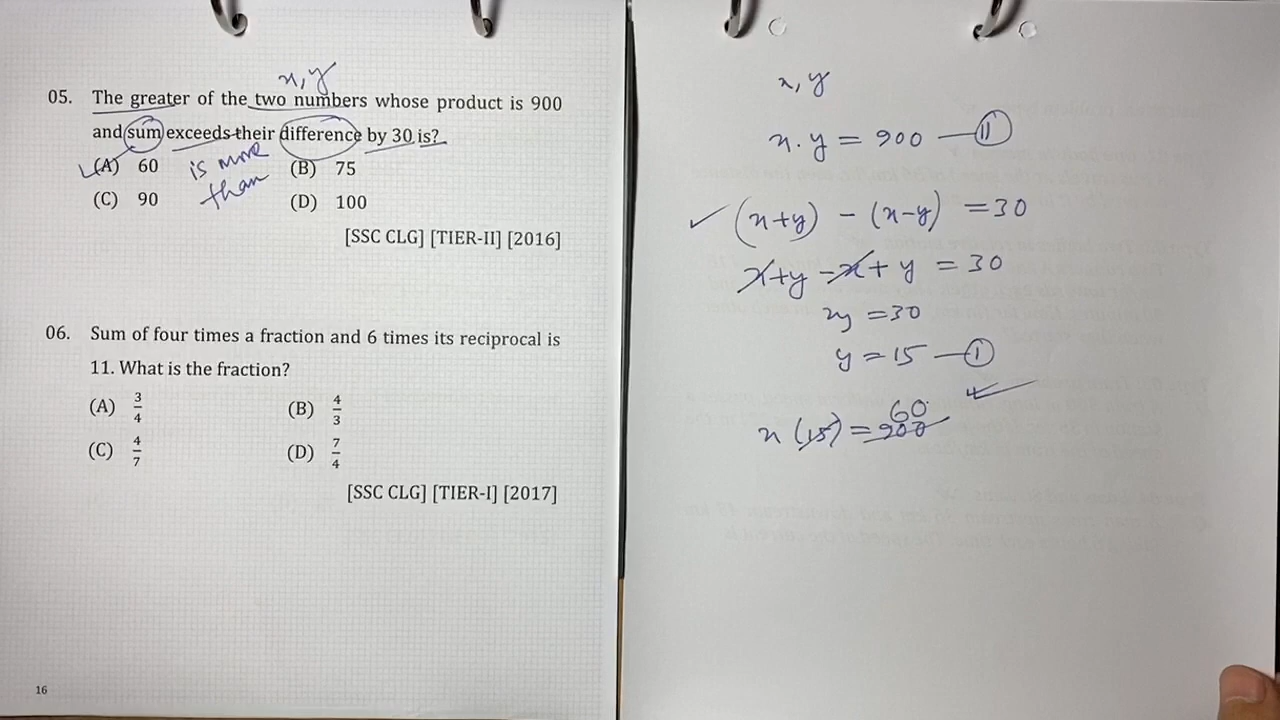 x, y
05. The greater of the two numbers whose product is 900
and sum exceeds their difference by 30 is?
(A) 60 (B) 75
is more than
(C) 90 (D) 100
[SSC CLG] [TIER-II] [2016]
06. Sum of four times a fraction and 6 times its reciprocal is
11. What is the fraction?
(A) 3/4 (B) 4/3
(C) 4/7 (D) 7/4
[SSC CLG] [TIER-I] [2017]
16
x, y
x. y = 900 — II
(x+y) - (x-y) = 30
x+y - x + y = 30
2y = 30
y = 15 — I
60
x (15) = 900